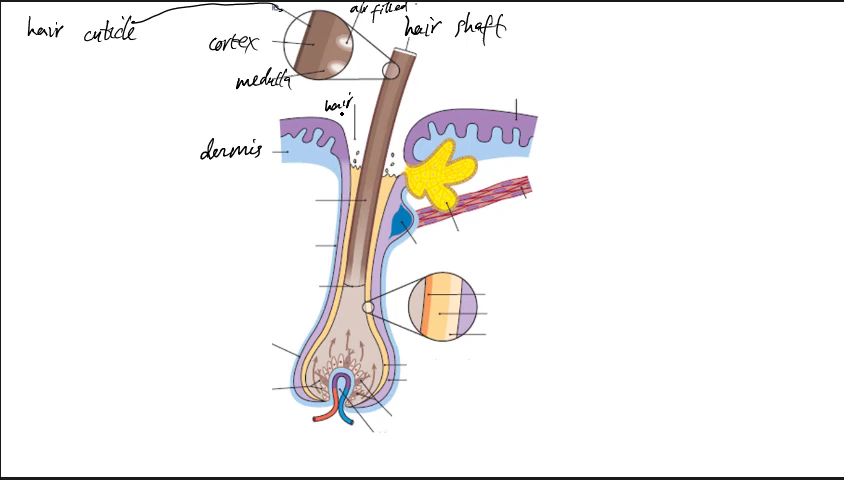 air filled
hair cuticle
hair shaft
cortex
medulla
hair
dermis